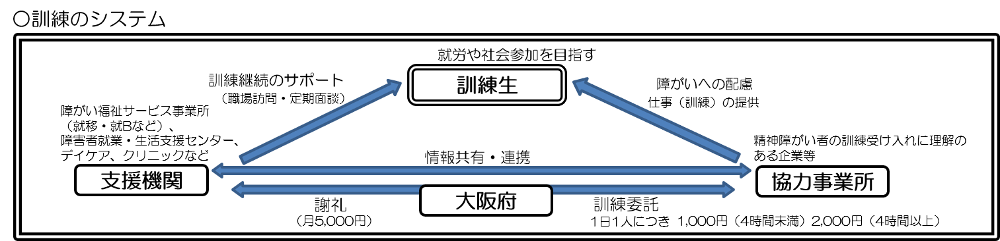 〇訓練のシステム
就労や社会参加を目指す
訓練生
訓練継続のサポート
（職場訪問・定期面談）
障がいへの配慮
仕事（訓練）の提供
障がい福祉サービス事業所
（就移・就Bなど）、
障害者就業・生活支援センター、
デイケア、クリニックなど
支援機関
情報共有・連携
精神障がい者の訓練受け入れに理解の
ある企業等
協力事業所
大阪府
謝礼
（月5,000円）
訓練委託
1日1人につき 1,000円（4時間未満）2,000円（4時間以上）